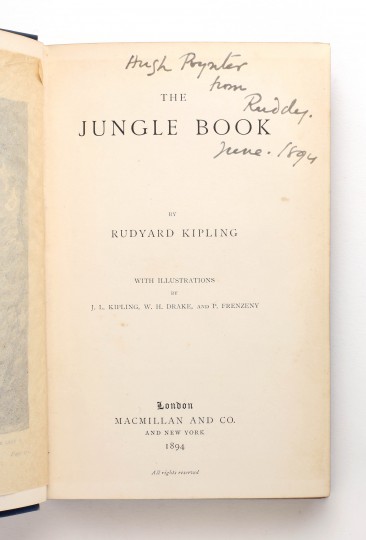 Hugh Poynter
from
Ruddy.
June. 1894
THE
JUNGLE BOOK
BY
RUDYARD KIPLING
WITH ILLUSTRATIONS
BY
J. L. KIPLING, W. H. DRAKE, AND P. FRENZENY
London
MACMILLAN AND CO.
AND NEW YORK
1894
All rights reserved